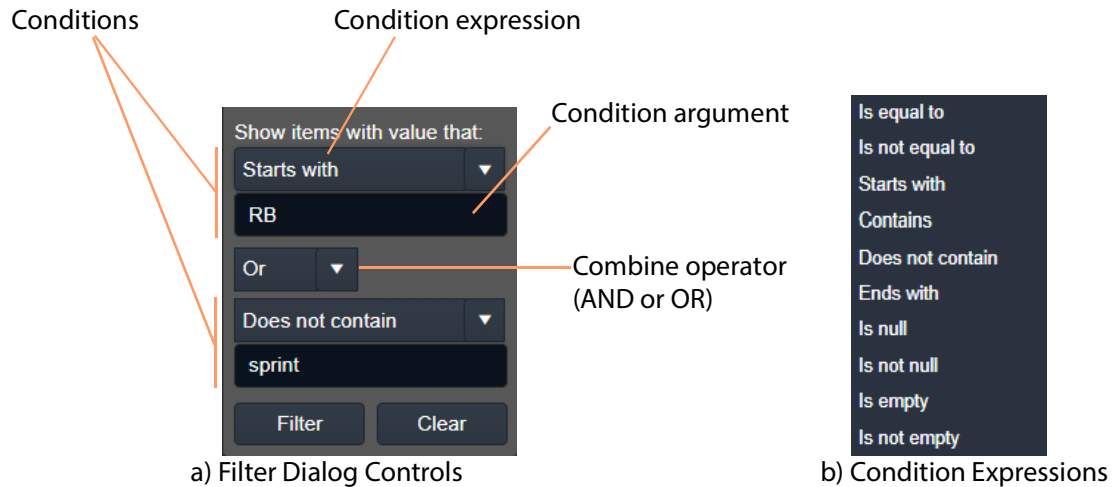 Conditions
Condition expression
Condition argument
Show items with value that:
Starts with
RB
Or
Combine operator
(AND or OR)
Does not contain
sprint
Filter
Clear
a) Filter Dialog Controls
Is equal to
Is not equal to
Starts with
Contains
Does not contain
Ends with
Is null
Is not null
Is empty
Is not empty
b) Condition Expressions